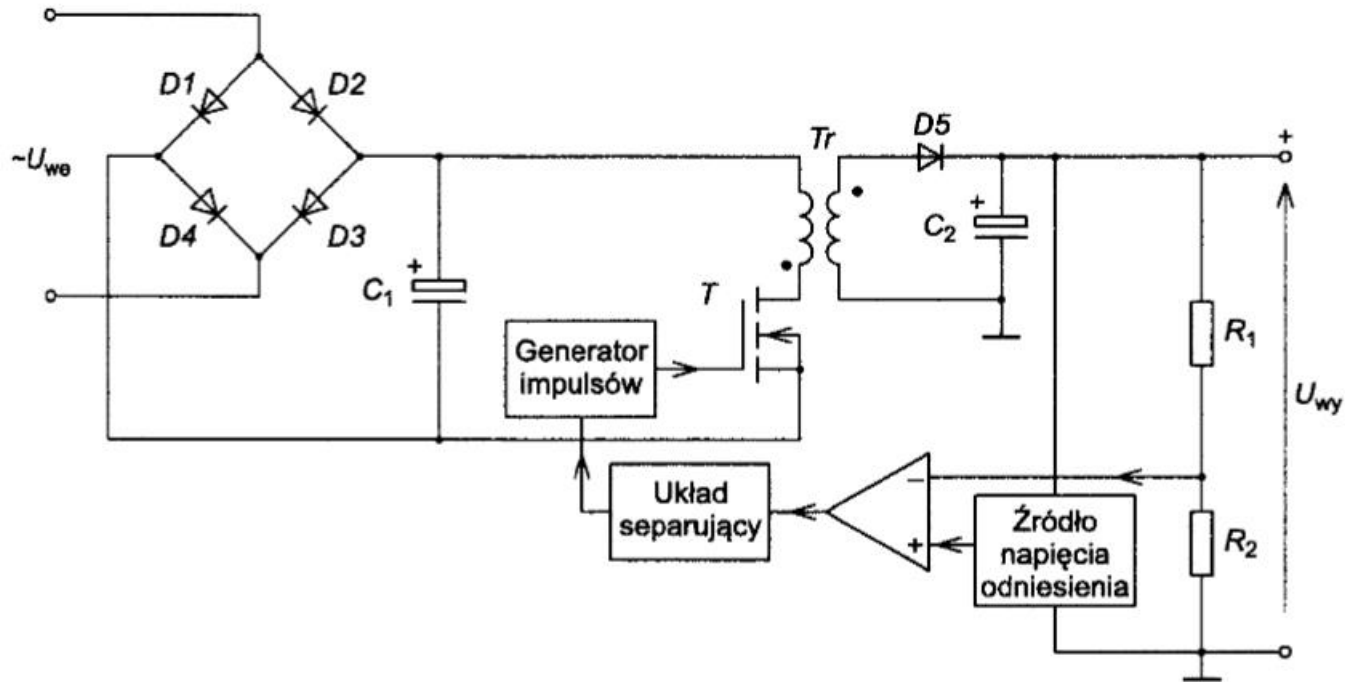 D1
D2
~Uwe
D4
D3
+
C1
Tr
D5
+
C2
+
T
Generator
impulsów
R1
Uwy
Układ
separujący
−
+
Źródło
napięcia
odniesienia
R2